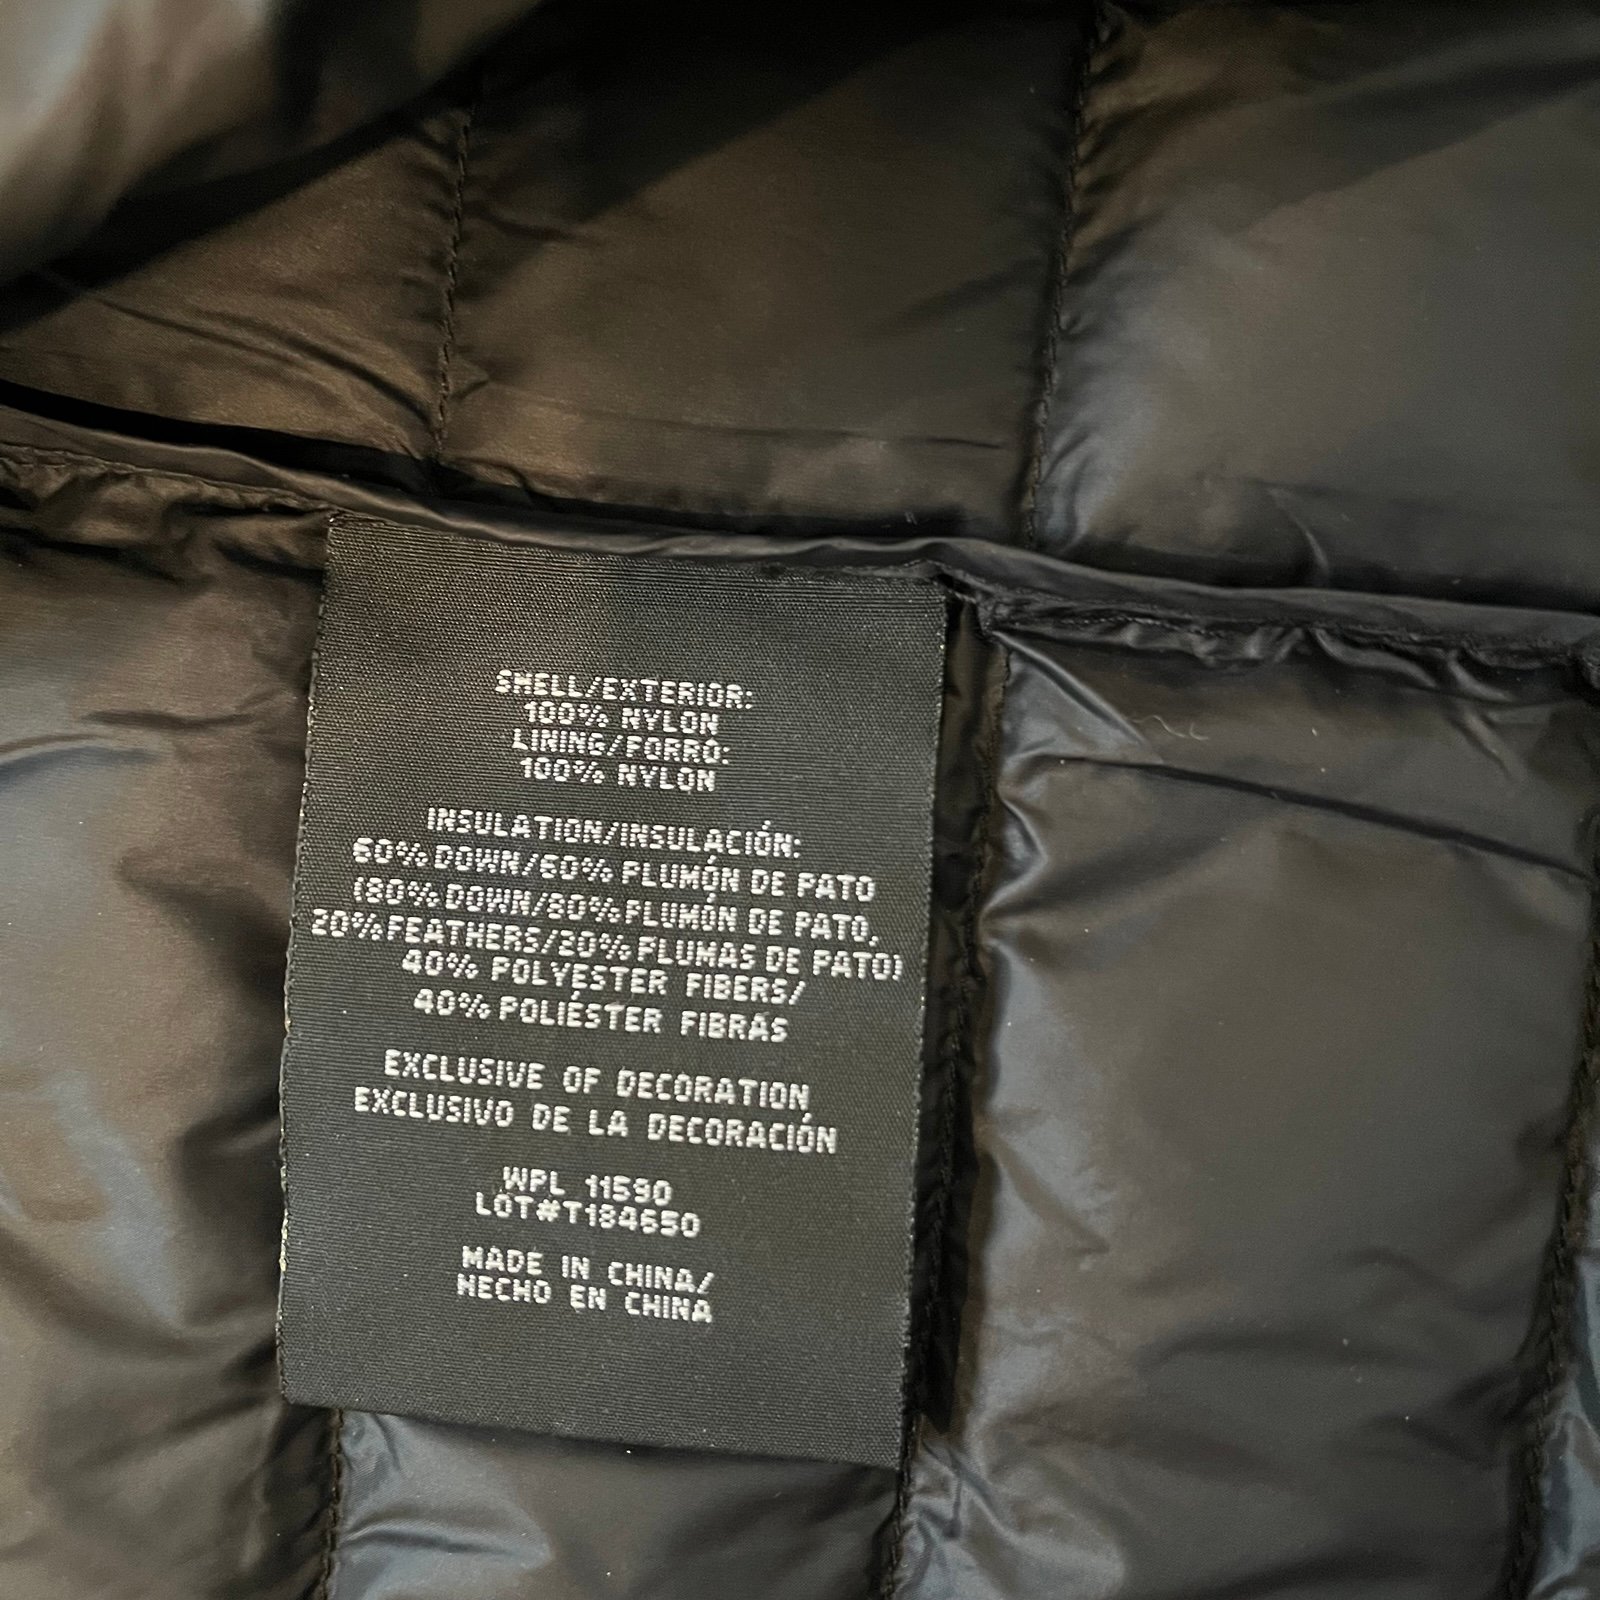 SHELL/EXTERIOR:
100% NYLON
LINING/FORRO:
100% NYLON
INSULATION/INSULACIÓN:
60% DOWN/60% PLUMÓN DE PATO
(80% DOWN/80% PLUMÓN DE PATO,
20% FEATHERS/20% PLUMAS DE PATO)
40% POLYESTER FIBERS/
40% POLIÉSTER FIBRAS
EXCLUSIVE OF DECORATION
EXCLUSIVO DE LA DECORACIÓN
WPL 11590
LOT#T184650
MADE IN CHINA/
HECHO EN CHINA